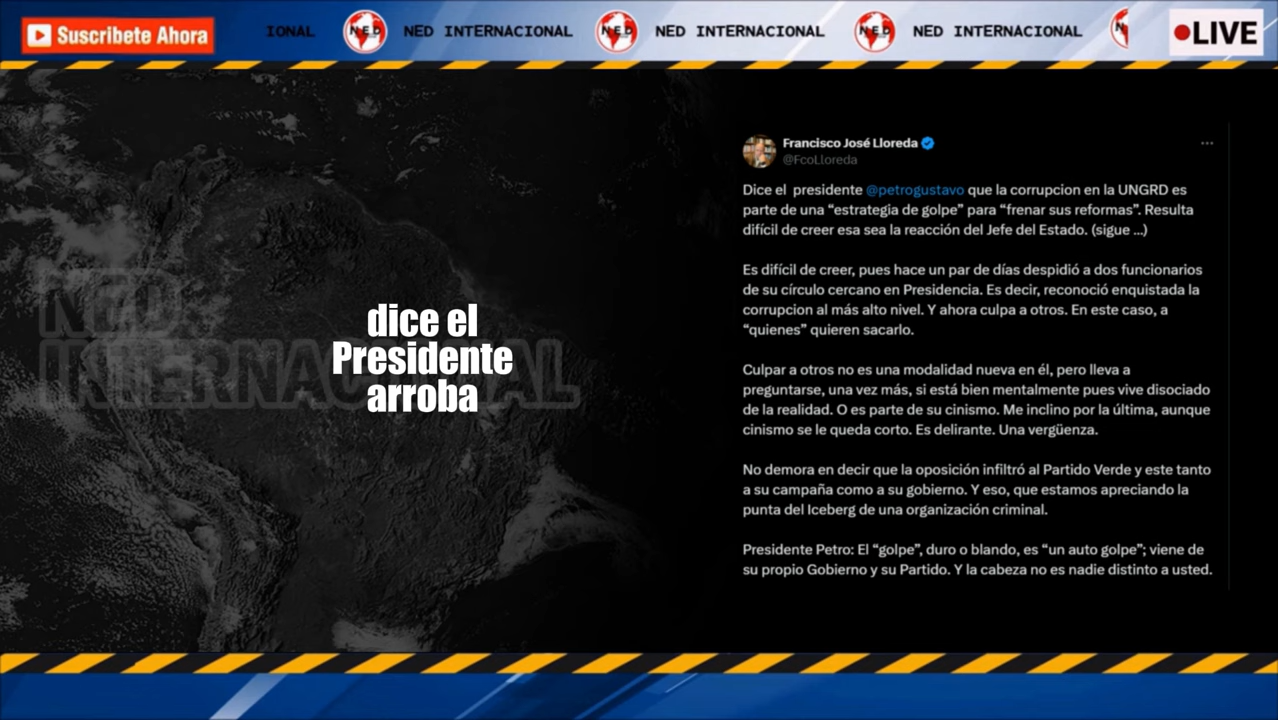 Suscribete Ahora
IONAL
N.E.D
NED INTERNACIONAL
N.E.D
NED INTERNACIONAL
N.E.D
NED INTERNACIONAL
LIVE
NED
INTERNACIONAL
dice el
Presidente
arroba
Francisco José Lloreda
@FcoLloreda
Dice el presidente @petrogustavo que la corrupcion en la UNGRD es
parte de una “estrategia de golpe” para “frenar sus reformas”. Resulta
difícil de creer esa sea la reacción del Jefe del Estado. (sigue ...)
Es difícil de creer, pues hace un par de días despidió a dos funcionarios
de su círculo cercano en Presidencia. Es decir, reconoció enquistada la
corrupcion al más alto nivel. Y ahora culpa a otros. En este caso, a
“quienes” quieren sacarlo.
Culpar a otros no es una modalidad nueva en él, pero lleva a
preguntarse, una vez más, si está bien mentalmente pues vive disociado
de la realidad. O es parte de su cinismo. Me inclino por la última, aunque
cinismo se le queda corto. Es delirante. Una vergüenza.
No demora en decir que la oposición infiltró al Partido Verde y este tanto
a su campaña como a su gobierno. Y eso, que estamos apreciando la
punta del Iceberg de una organización criminal.
Presidente Petro: El “golpe”, duro o blando, es “un auto golpe”; viene de
su propio Gobierno y su Partido. Y la cabeza no es nadie distinto a usted.